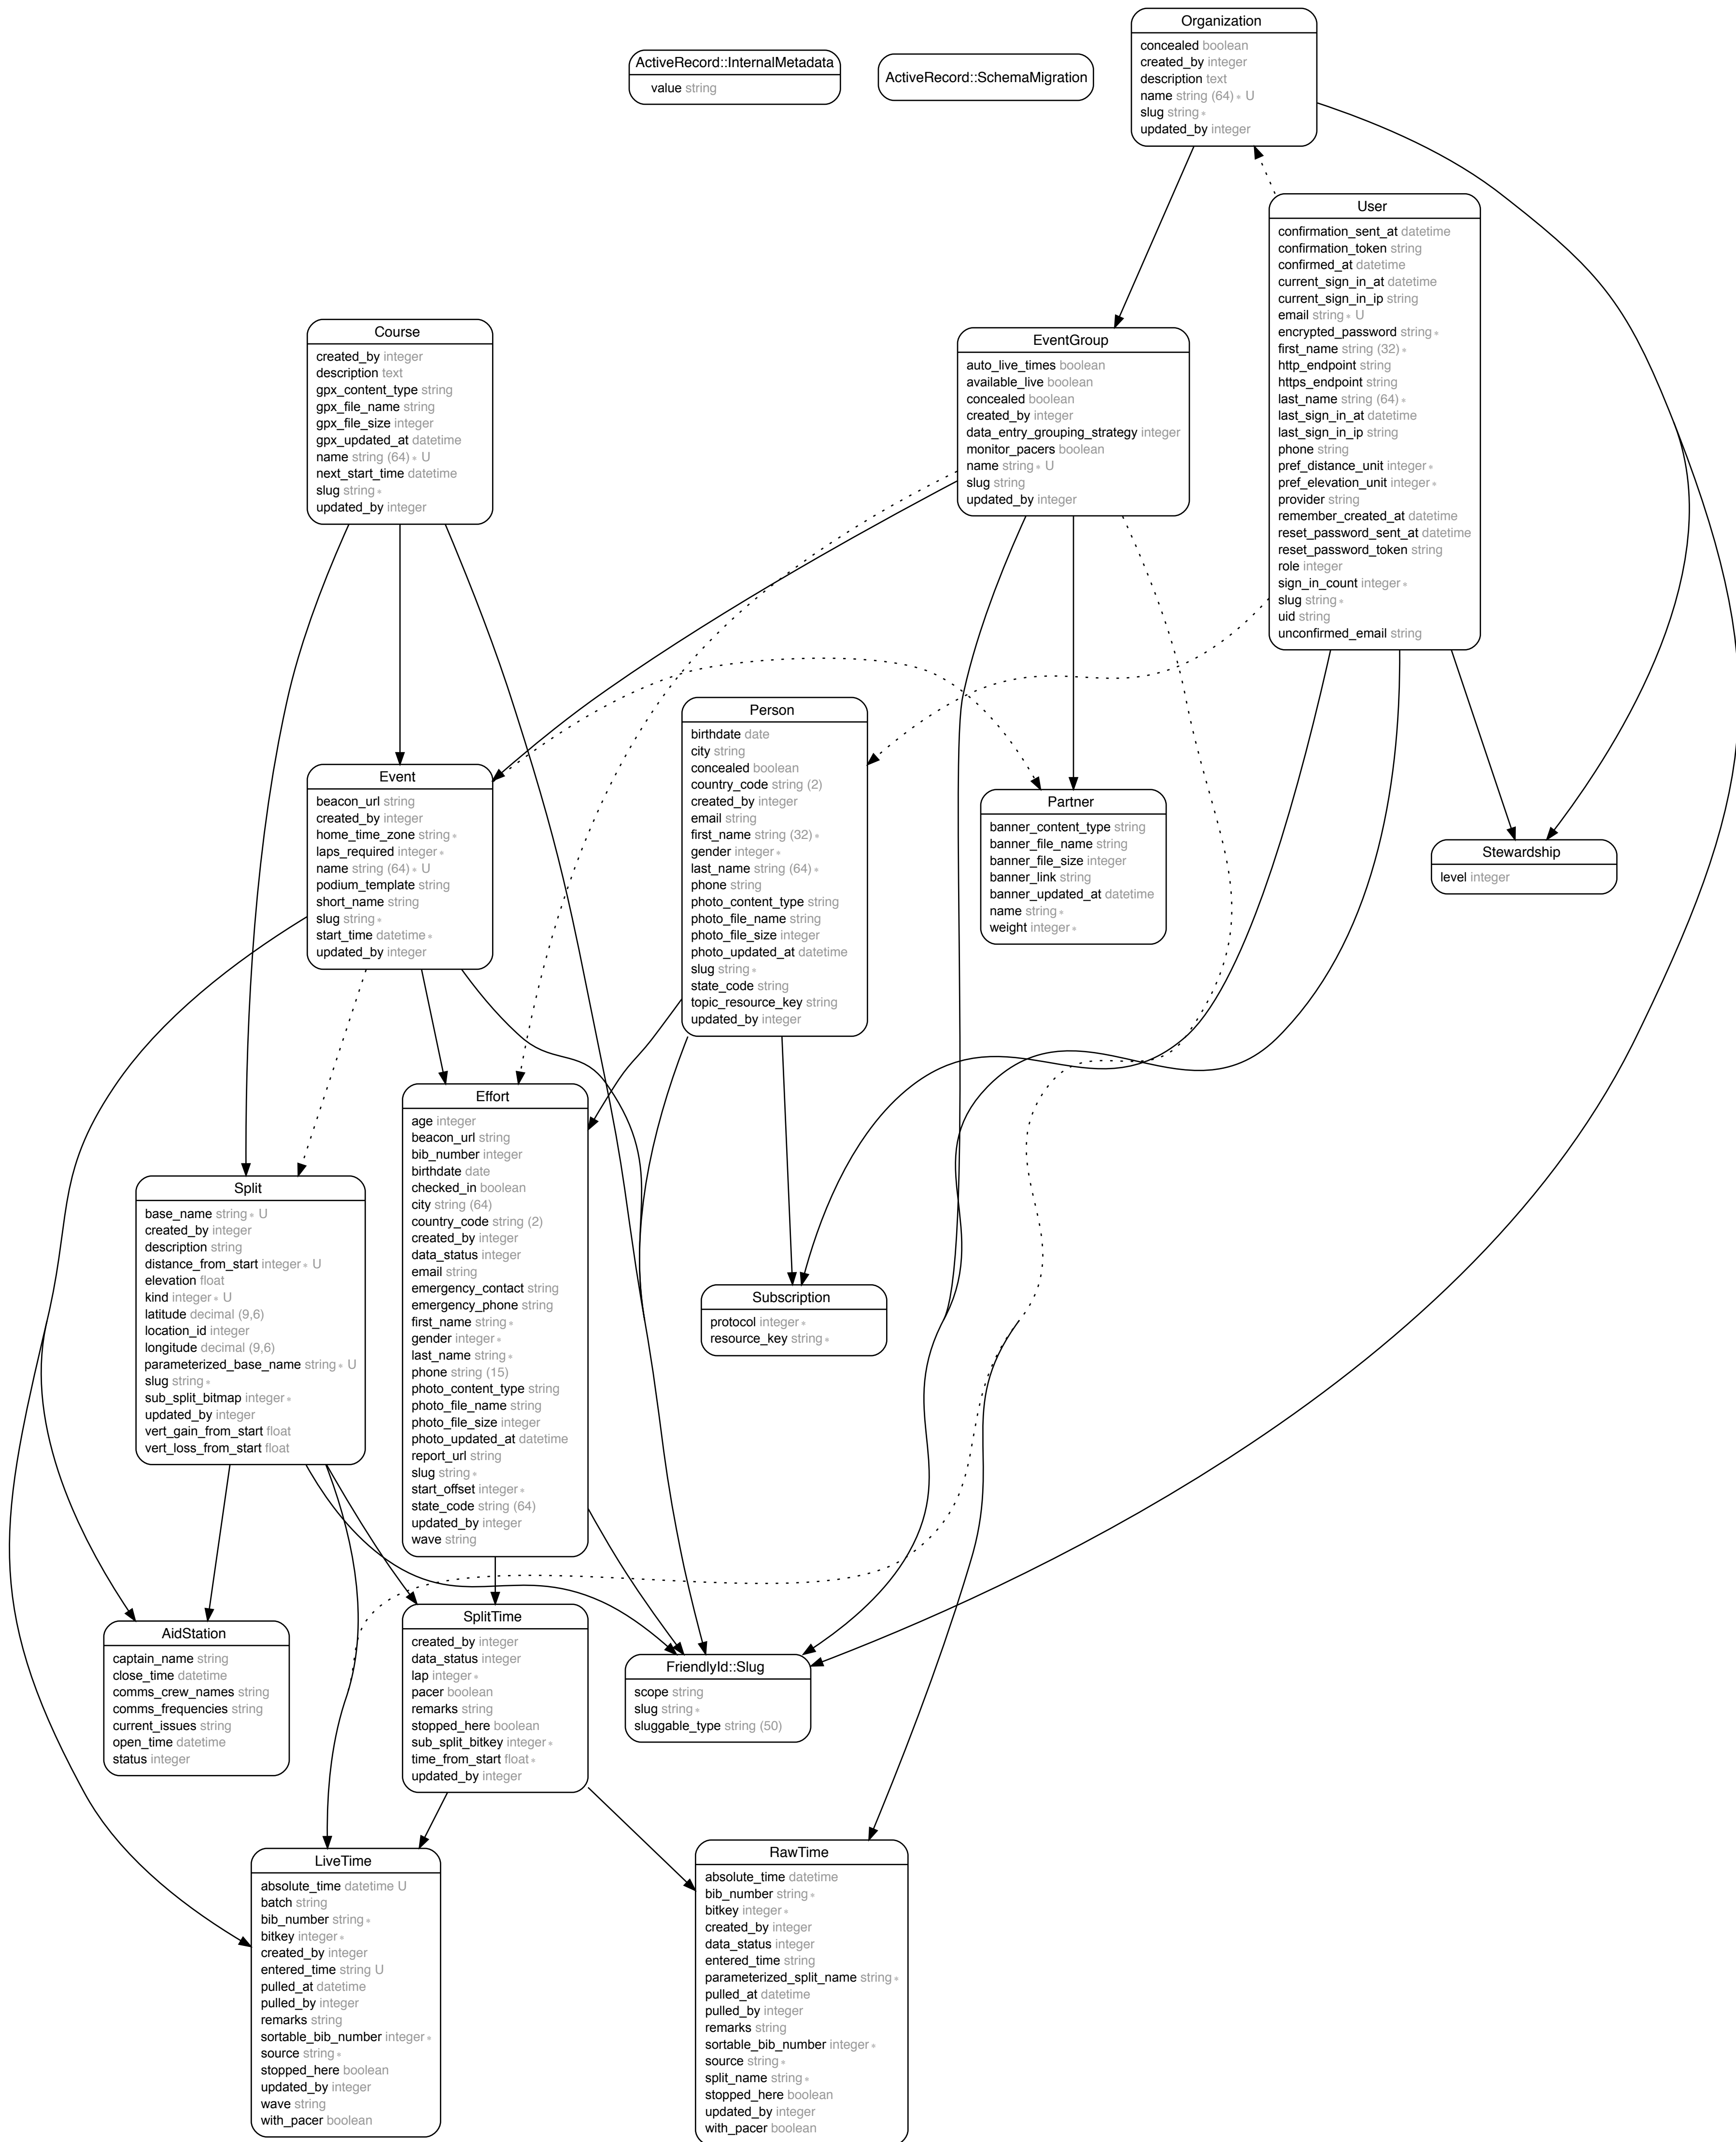 Organization
concealed boolean
created_by integer
description text
name string (64) * U
slug string *
updated_by integer
ActiveRecord::InternalMetadata
value string
ActiveRecord::SchemaMigration
User
confirmation_sent_at datetime
confirmation_token string
confirmed_at datetime
current_sign_in_at datetime
current_sign_in_ip string
email string * U
encrypted_password string *
first_name string (32) *
http_endpoint string
https_endpoint string
last_name string (64) *
last_sign_in_at datetime
last_sign_in_ip string
phone string
pref_distance_unit integer *
pref_elevation_unit integer *
provider string
remember_created_at datetime
reset_password_sent_at datetime
reset_password_token string
role integer
sign_in_count integer *
slug string *
uid string
unconfirmed_email string
Course
created_by integer
description text
gpx_content_type string
gpx_file_name string
gpx_file_size integer
gpx_updated_at datetime
name string (64) * U
next_start_time datetime
slug string *
updated_by integer
EventGroup
auto_live_times boolean
available_live boolean
concealed boolean
created_by integer
data_entry_grouping_strategy integer
monitor_pacers boolean
name string * U
slug string
updated_by integer
Person
birthdate date
city string
concealed boolean
country_code string (2)
created_by integer
email string
first_name string (32) *
gender integer *
last_name string (64) *
phone string
photo_content_type string
photo_file_name string
photo_file_size integer
photo_updated_at datetime
slug string *
state_code string
topic_resource_key string
updated_by integer
Event
beacon_url string
created_by integer
home_time_zone string *
laps_required integer *
name string (64) * U
podium_template string
short_name string
slug string *
start_time datetime *
updated_by integer
Partner
banner_content_type string
banner_file_name string
banner_file_size integer
banner_link string
banner_updated_at datetime
name string *
weight integer *
Stewardship
level integer
Effort
age integer
beacon_url string
bib_number integer
birthdate date
checked_in boolean
city string (64)
country_code string (2)
created_by integer
data_status integer
email string
emergency_contact string
emergency_phone string
first_name string *
gender integer *
last_name string *
phone string (15)
photo_content_type string
photo_file_name string
photo_file_size integer
photo_updated_at datetime
report_url string
slug string *
start_offset integer *
state_code string (64)
updated_by integer
wave string
Split
base_name string * U
created_by integer
description string
distance_from_start integer * U
elevation float
kind integer * U
latitude decimal (9,6)
location_id integer
longitude decimal (9,6)
parameterized_base_name string * U
slug string *
sub_split_bitmap integer *
updated_by integer
vert_gain_from_start float
vert_loss_from_start float
Subscription
protocol integer *
resource_key string *
AidStation
captain_name string
close_time datetime
comms_crew_names string
comms_frequencies string
current_issues string
open_time datetime
status integer
SplitTime
created_by integer
data_status integer
lap integer *
pacer boolean
remarks string
stopped_here boolean
sub_split_bitkey integer *
time_from_start float *
updated_by integer
FriendlyId::Slug
scope string
slug string *
sluggable_type string (50)
LiveTime
absolute_time datetime U
batch string
bib_number string *
bitkey integer *
created_by integer
entered_time string U
pulled_at datetime
pulled_by integer
remarks string
sortable_bib_number integer *
source string *
stopped_here boolean
updated_by integer
wave string
with_pacer boolean
RawTime
absolute_time datetime
bib_number string *
bitkey integer *
created_by integer
data_status integer
entered_time string
parameterized_split_name string *
pulled_at datetime
pulled_by integer
remarks string
sortable_bib_number integer *
source string *
split_name string *
stopped_here boolean
updated_by integer
with_pacer boolean